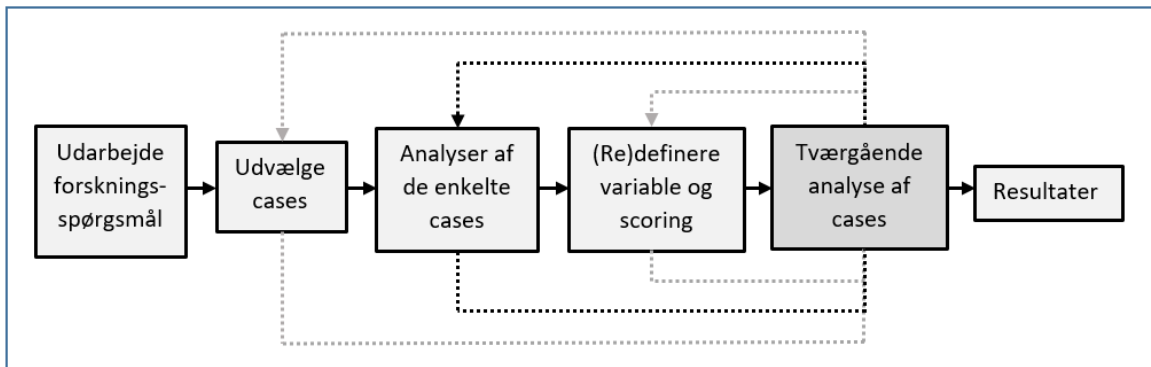 Udarbejde
forsknings-
spørgsmål
Udvælge
cases
Analyser af
de enkelte
cases
(Re)definere
variable og
scoring
Tværgående
analyse af
cases
Resultater